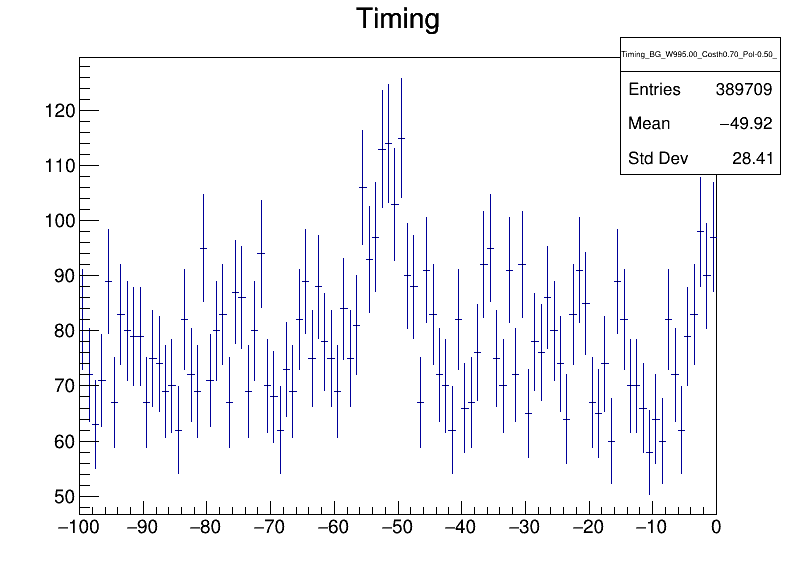 Timing
Timing_BG_W995.00_Costh0.70_Pol-0.50_
Entries 389709
Mean −49.92
Std Dev 28.41
120
110
100
90
80
70
60
50
−100 −90 −80 −70 −60 −50 −40 −30 −20 −10 0